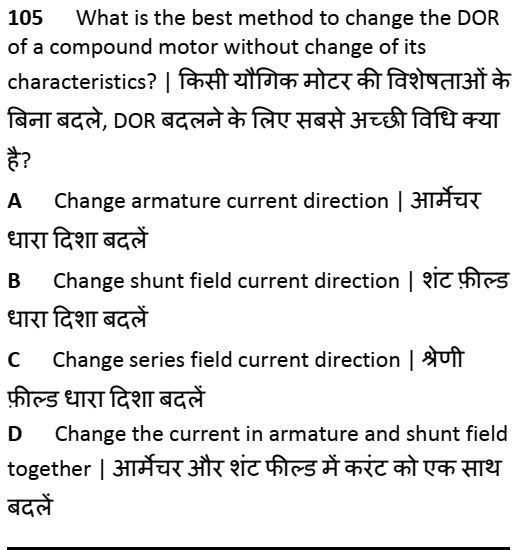 105 What is the best method to change the DOR
of a compound motor without change of its
characteristics? | किसी यौगिक मोटर की विशेषताओं के
बिना बदले, DOR बदलने के लिए सबसे अच्छी विधि क्या
है?
A Change armature current direction | आर्मेचर
धारा दिशा बदलें
B Change shunt field current direction | शंट फ़ील्ड
धारा दिशा बदलें
C Change series field current direction | श्रेणी
फ़ील्ड धारा दिशा बदलें
D Change the current in armature and shunt field
together | आर्मेचर और शंट फील्ड में करंट को एक साथ
बदलें